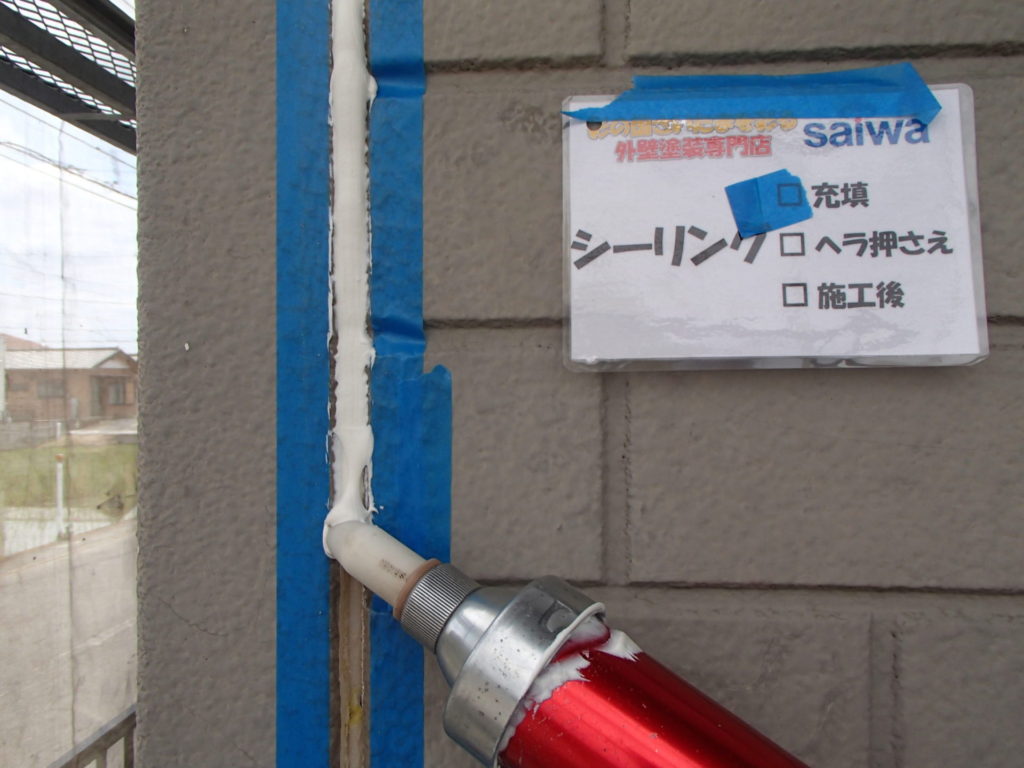 外壁塗装専門店 saiwa
充填
シーリング
ヘラ押さえ
施工後